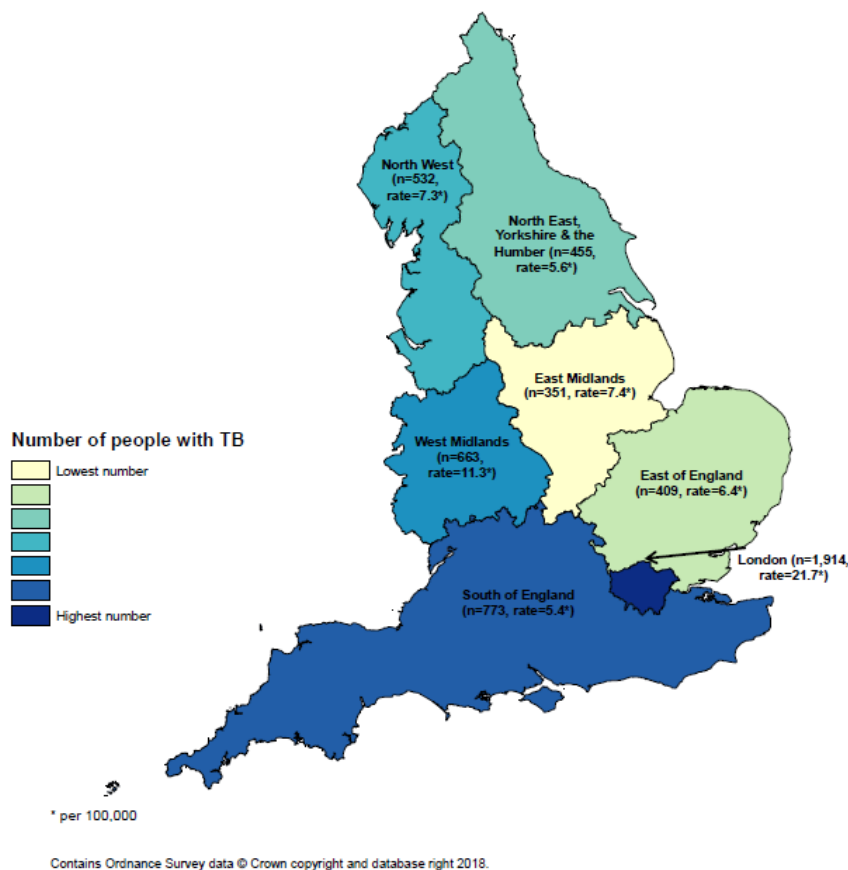 North West
(n=532,
rate=7.3*)
North East,
Yorkshire & the
Humber (n=455,
rate=5.6*)
East Midlands
(n=351, rate=7.4*)
Number of people with TB
Lowest number
Highest number
West Midlands
(n=663,
rate=11.3*)
East of England
(n=409, rate=6.4*)
London (n=1,914,
rate=21.7*)
South of England
(n=773, rate=5.4*)
* per 100,000
Contains Ordnance Survey data © Crown copyright and database right 2018.